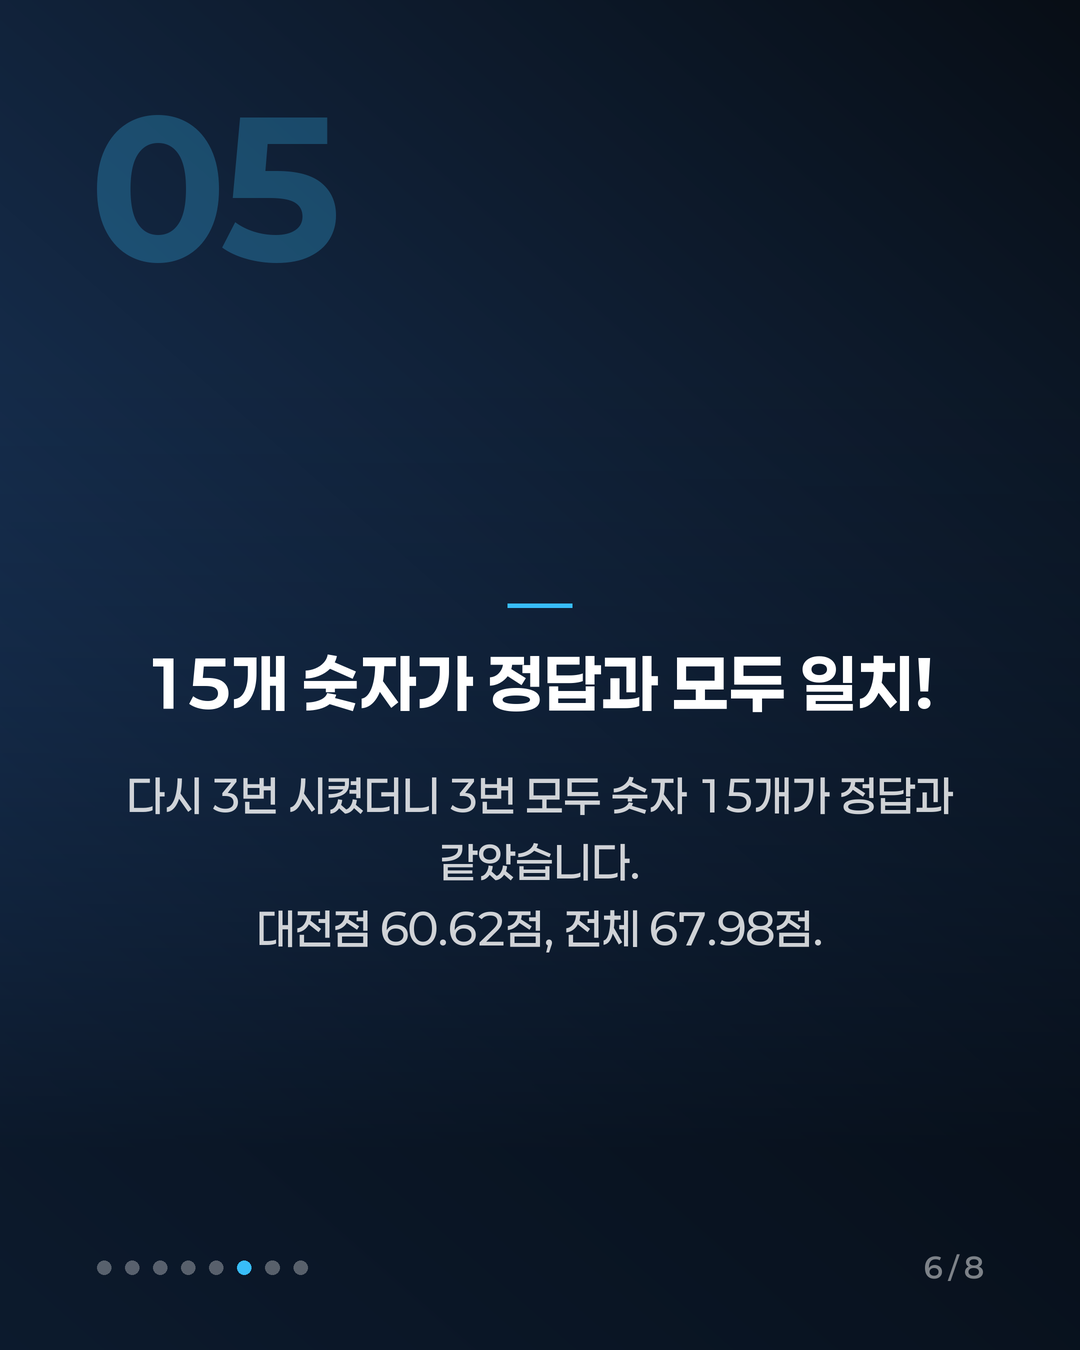 05
15개 숫자가 정답과 모두 일치!
다시 3번 시켰더니 3번 모두 숫자 15개가 정답과
같았습니다.
대전점 60.62점, 전체 67.98점.
6/8